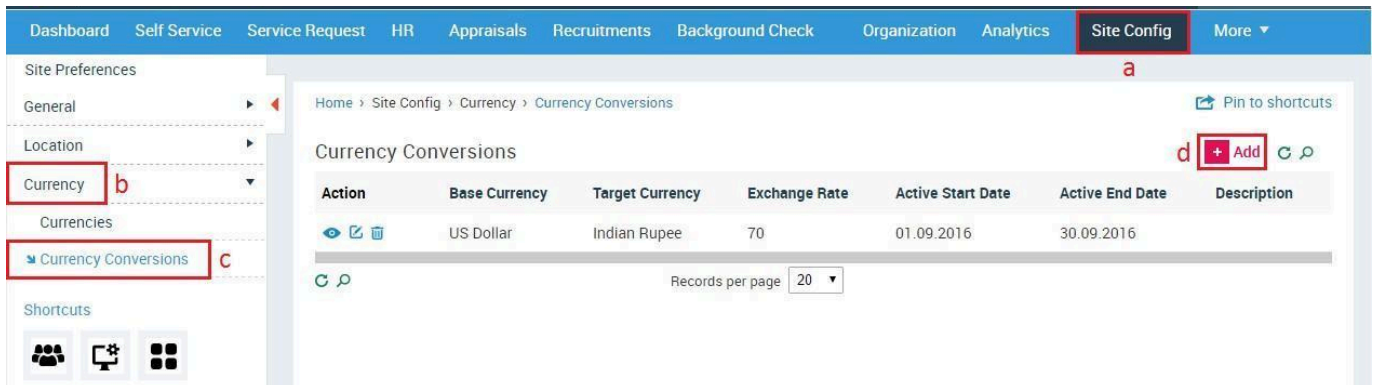 Dashboard Self Service Service Request HR Appraisals Recruitments Background Check Organization Analytics Site Config More ▼
a
Site Preferences
General
Location
Currency b
Currencies
Currency Conversions c
Shortcuts
Home › Site Config › Currency › Currency Conversions
Pin to shortcuts
Currency Conversions
d + Add
Action Base Currency Target Currency Exchange Rate Active Start Date Active End Date Description
US Dollar Indian Rupee 70 01.09.2016 30.09.2016
Records per page 20 ▼